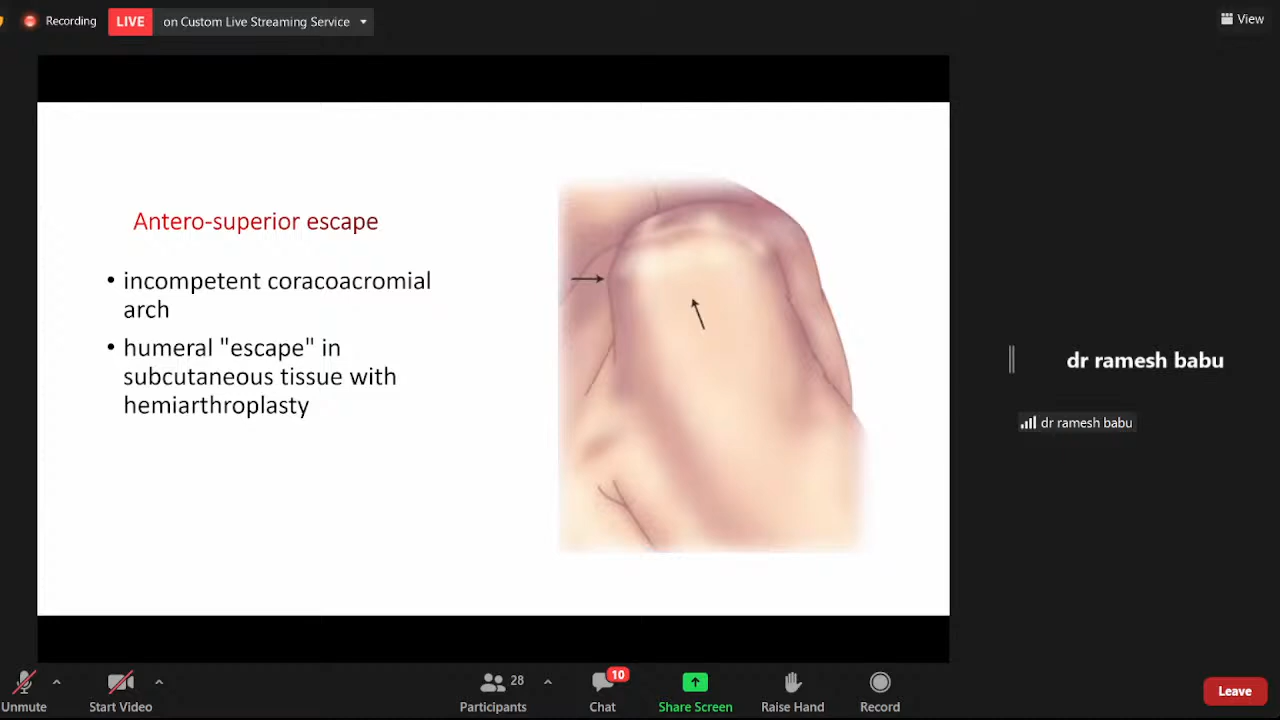 Recording
LIVE
on Custom Live Streaming Service
View
Antero-superior escape
• incompetent coracoacromial
arch
• humeral "escape" in
subcutaneous tissue with
hemiarthroplasty
dr ramesh babu
dr ramesh babu
Unmute
Start Video
28
Participants
10
Chat
Share Screen
Raise Hand
Record
Leave